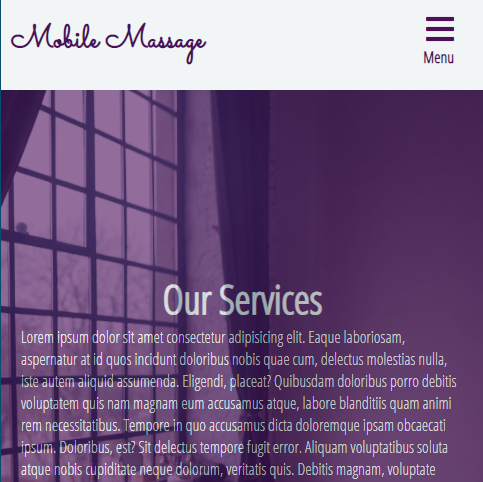 Mobile Massage
Menu
Our Services
Lorem ipsum dolor sit amet consectetur adipisicing elit. Eaque laboriosam,
aspernatur at id quos incidunt doloribus nobis quae cum, delectus molestias nulla,
iste autem aliquid assumenda. Eligendi, placeat? Quibusdam doloribus porro debitis
voluptatem quis nam magnam eum accusamus atque, labore blanditiis quam animi
rem necessitatibus. Tempore in quo accusamus dicta doloremque ipsam obcaecati
ipsum. Doloribus, est? Sit delectus tempore fugit error. Aliquam voluptatibus soluta
atque nobis cupiditate neque dolorum, veritatis quis. Debitis magnam, voluptate